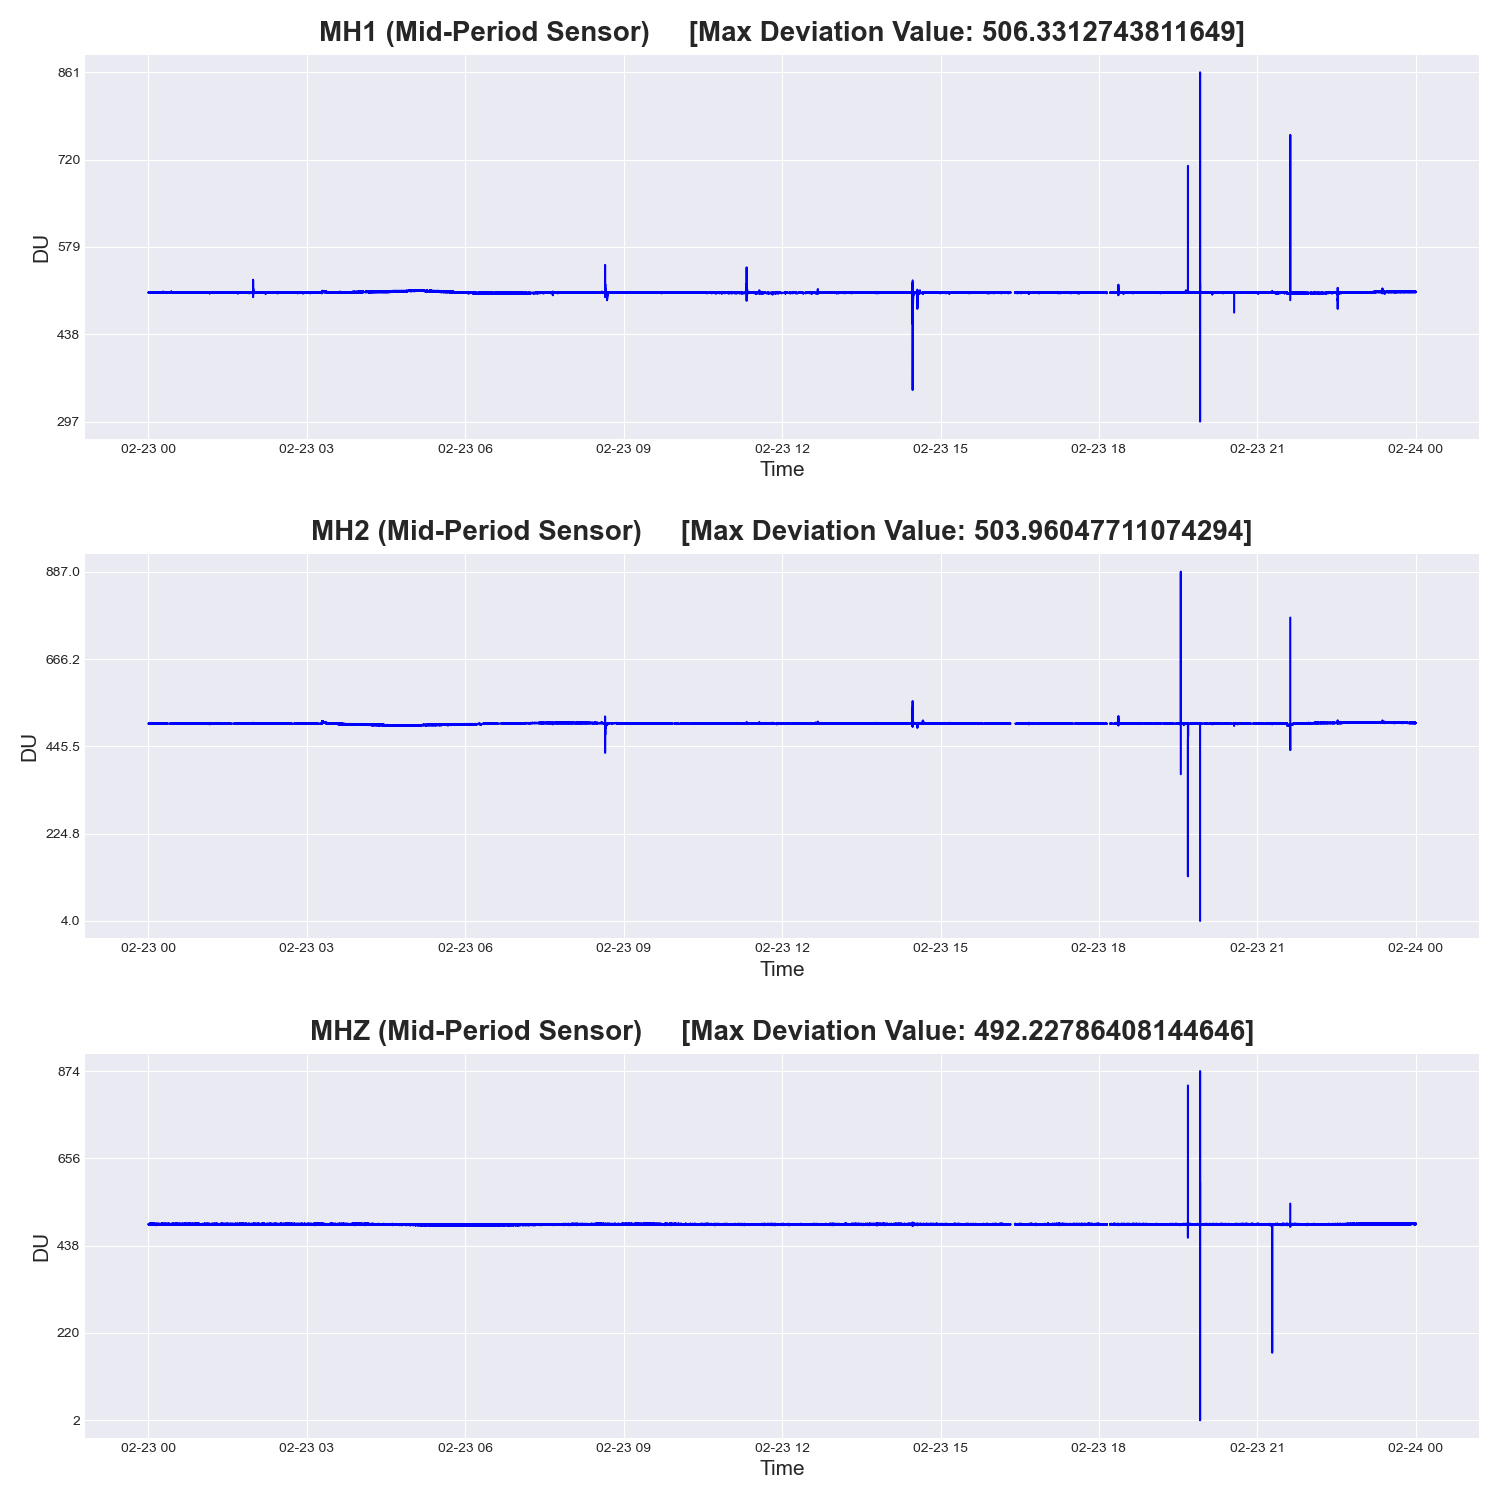 MH1 (Mid-Period Sensor) [Max Deviation Value: 506.3312743811649]
861
720
579
438
297
DU
02-23 00 02-23 03 02-23 06 02-23 09 02-23 12 02-23 15 02-23 18 02-23 21 02-24 00
Time
MH2 (Mid-Period Sensor) [Max Deviation Value: 503.96047711074294]
887.0
666.2
445.5
224.8
4.0
DU
02-23 00 02-23 03 02-23 06 02-23 09 02-23 12 02-23 15 02-23 18 02-23 21 02-24 00
Time
MHZ (Mid-Period Sensor) [Max Deviation Value: 492.22786408144646]
874
656
438
220
2
DU
02-23 00 02-23 03 02-23 06 02-23 09 02-23 12 02-23 15 02-23 18 02-23 21 02-24 00
Time